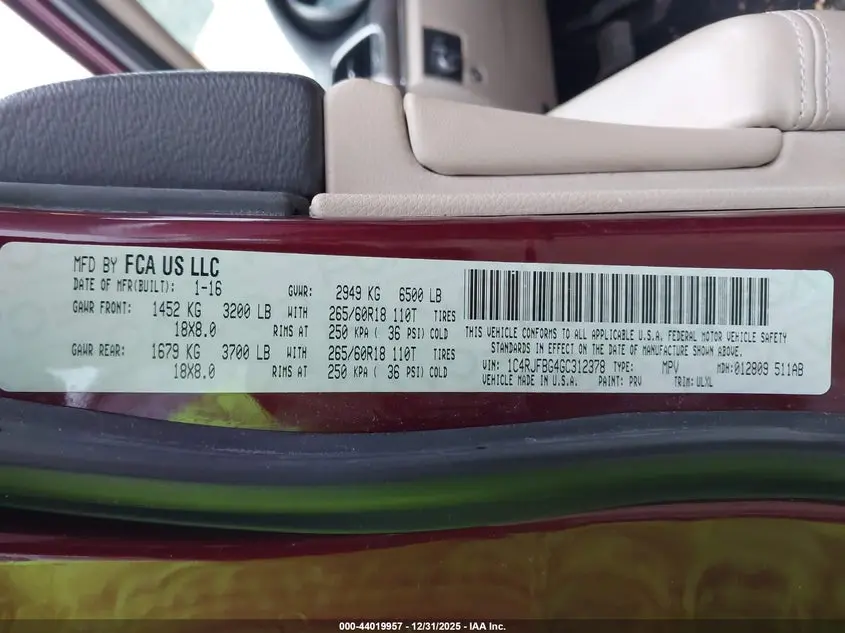 MFD BY FCA US LLC
DATE OF MFR(BUILT): 1-16 GVWR: 2949 KG 6500 LB
GAWR FRONT: 1452 KG 3200 LB WITH 265/60R18 110T TIRES
18X8.0 RIMS AT 250 KPA ( 36 PSI) COLD
GAWR REAR: 1679 KG 3700 LB WITH 265/60R18 110T TIRES
18X8.0 RIMS AT 250 KPA ( 36 PSI) COLD
THIS VEHICLE CONFORMS TO ALL APPLICABLE U.S.A. FEDERAL MOTOR VEHICLE SAFETY
STANDARDS IN EFFECT ON THE DATE OF MANUFACTURE SHOWN ABOVE.
VIN: 1C4RJFBG4GC312378 TYPE: MPV MDH:012809 511AB
VEHICLE MADE IN U.S.A. PAINT: PRV TRIM: ULXL
000-44019957 - 12/31/2025 - IAA Inc.